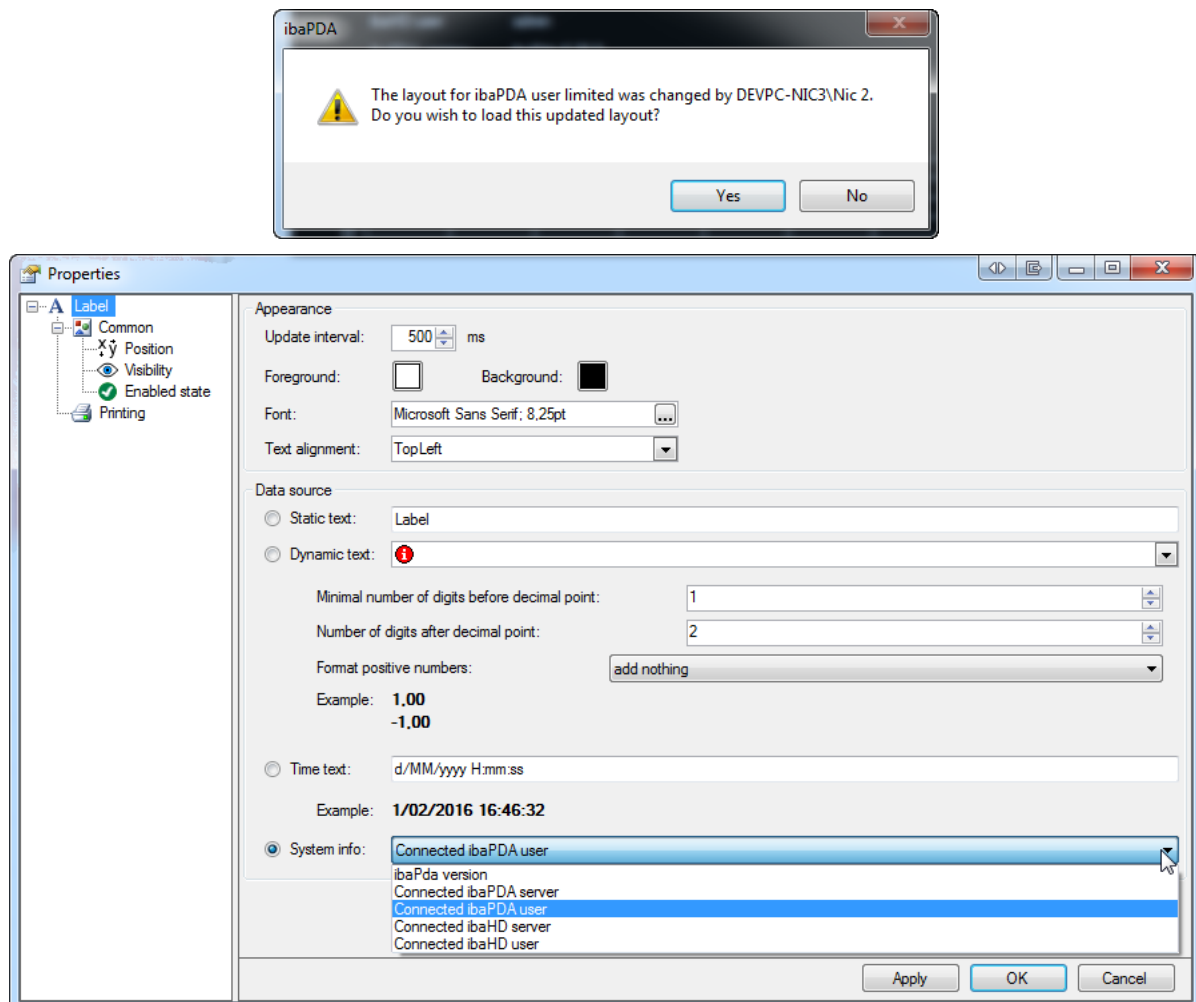 ibaPDA
The layout for ibaPDA user limited was changed by DEVPC-NIC3\Nic 2.
Do you wish to load this updated layout?
Yes No
Properties
Label
Common
Position
Visibility
Enabled state
Printing
Appearance
Update interval: 500 ms
Foreground: Background:
Font: Microsoft Sans Serif; 8,25pt ...
Text alignment: TopLeft
Data source
Static text: Label
Dynamic text:
Minimal number of digits before decimal point: 1
Number of digits after decimal point: 2
Format positive numbers: add nothing
Example: 1,00
-1,00
Time text: d/MM/yyyy H:mm:ss
Example: 1/02/2016 16:46:32
System info: Connected ibaPDA user
ibaPda version
Connected ibaPDA server
Connected ibaPDA user
Connected ibaHD server
Connected ibaHD user
Apply OK Cancel